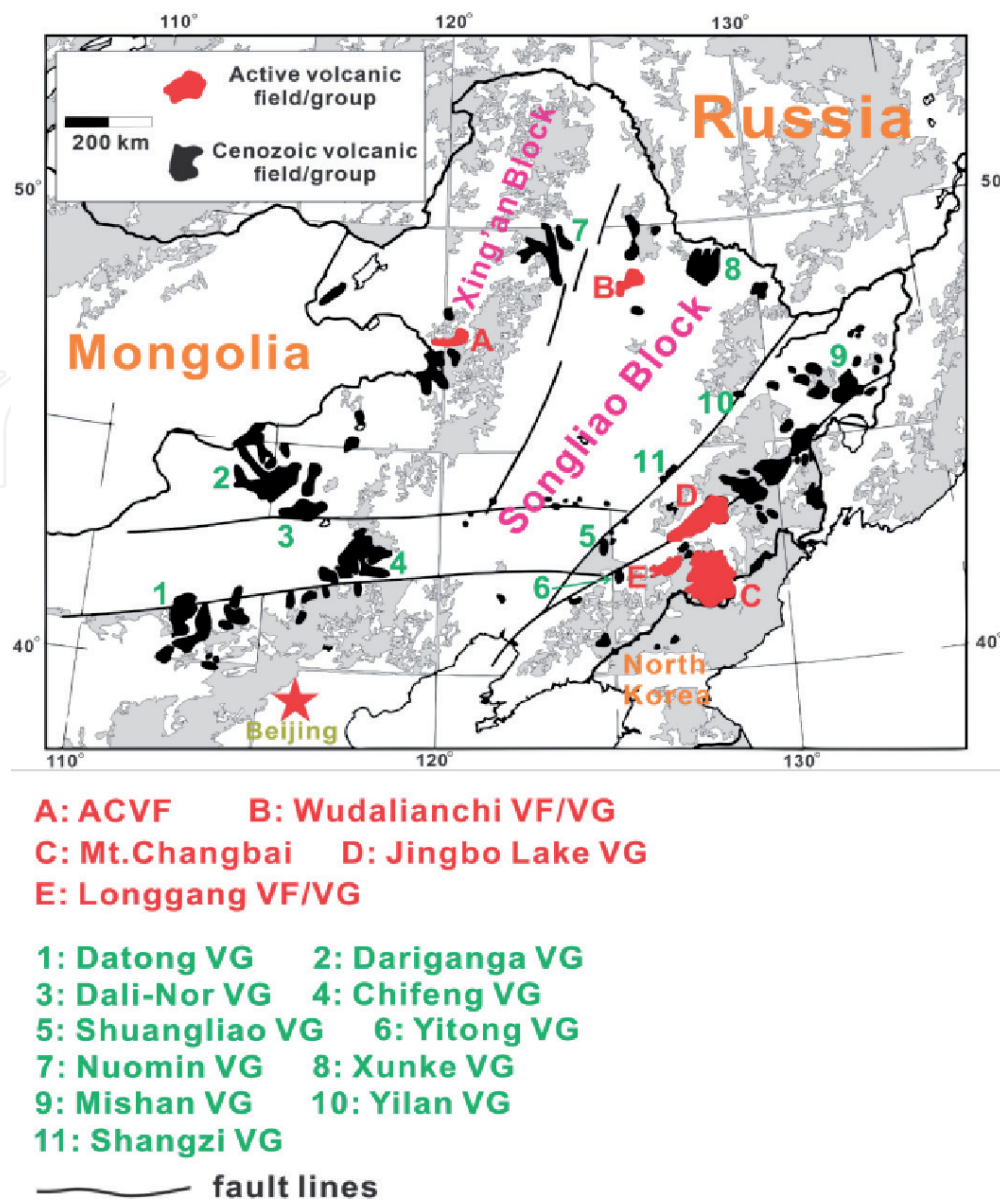 110° 120° 130°
Active volcanic
field/group
200 km
Cenozoic volcanic
field/group
Russia
Xing'an Block
50° 50
7
8
B
Mongolia
A
Songliao Block
9
10
2
11
D
3
5
4
E
6
C
1
40° 40°
North
Korea
Beijing
110° 120° 130°
A: ACVF B: Wudalianchi VF/VG
C: Mt.Changbai D: Jingbo Lake VG
E: Longgang VF/VG
1: Datong VG 2: Dariganga VG
3: Dali-Nor VG 4: Chifeng VG
5: Shuangliao VG 6: Yitong VG
7: Nuomin VG 8: Xunke VG
9: Mishan VG 10: Yilan VG
11: Shangzi VG
fault lines